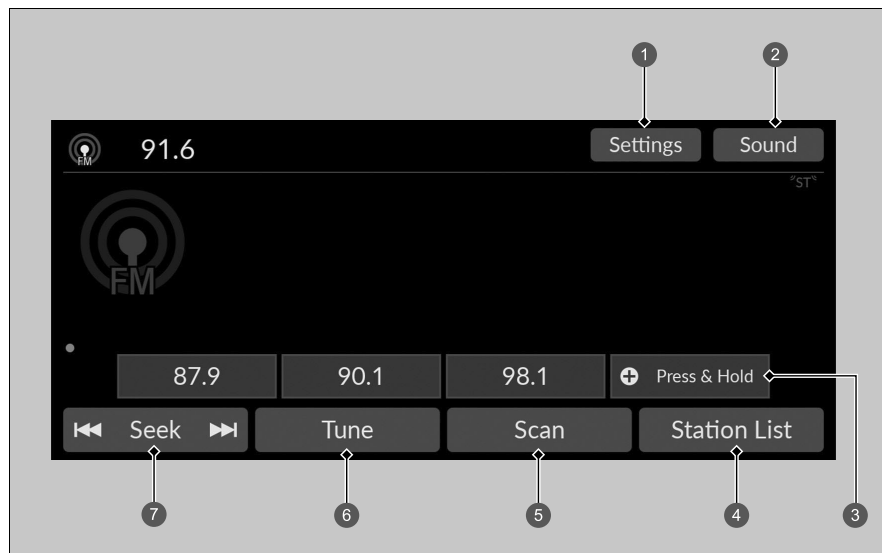 1 2
FM 91.6 Settings Sound
"ST"
FM
87.9 90.1 98.1 Press & Hold
Seek Tune Scan Station List
7 6 5 4 3